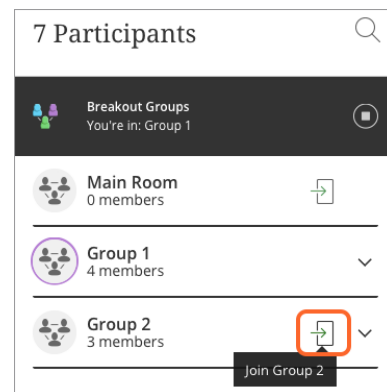 7 Participants
Breakout Groups
You're in: Group 1
Main Room
0 members
Group 1
4 members
Group 2
3 members
Join Group 2